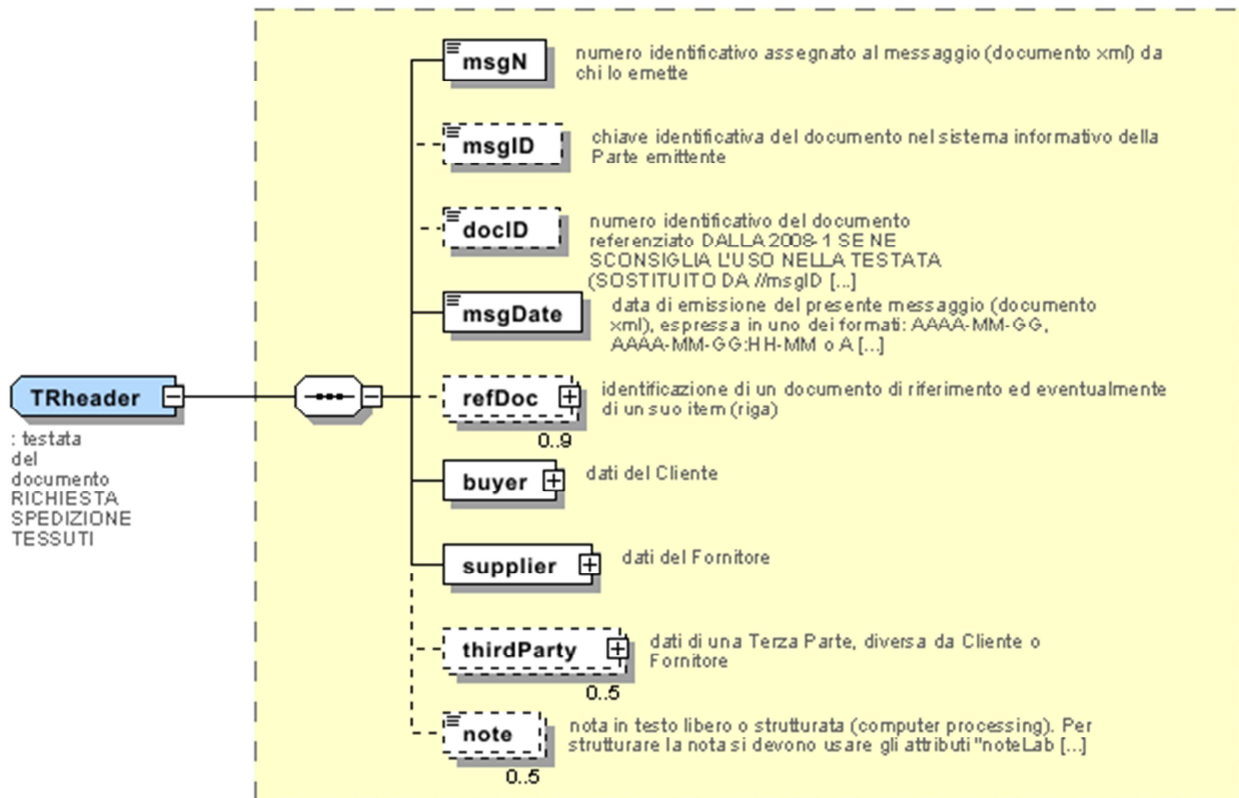 msgN
numero identificativo assegnato al messaggio (documento xml) da
chi lo emette
msgID
chiave identificativa del documento nel sistema informativo della
Parte emittente
docID
numero identificativo del documento
referenziato DALLA 2008-1 SE NE
SCONSIGLIA L'USO NELLA TESTATA
(SOSTITUITO DA //msgID [...]
msgDate
data di emissione del presente messaggio (documento
xml), espressa in uno dei formati: AAAA-MM-GG,
AAAA-MM-GG:HH-MM o A [...]
TRheader
: testata
del
documento
RICHIESTA
SPEDIZIONE
TESSUTI
refDoc
0..9
identificazione di un documento di riferimento ed eventualmente
di un suo item (riga)
buyer
dati del Cliente
supplier
dati del Fornitore
thirdParty
0..5
dati di una Terza Parte, diversa da Cliente o
Fornitore
note
0..5
nota in testo libero o strutturata (computer processing). Per
strutturare la nota si devono usare gli attributi "noteLab [...]